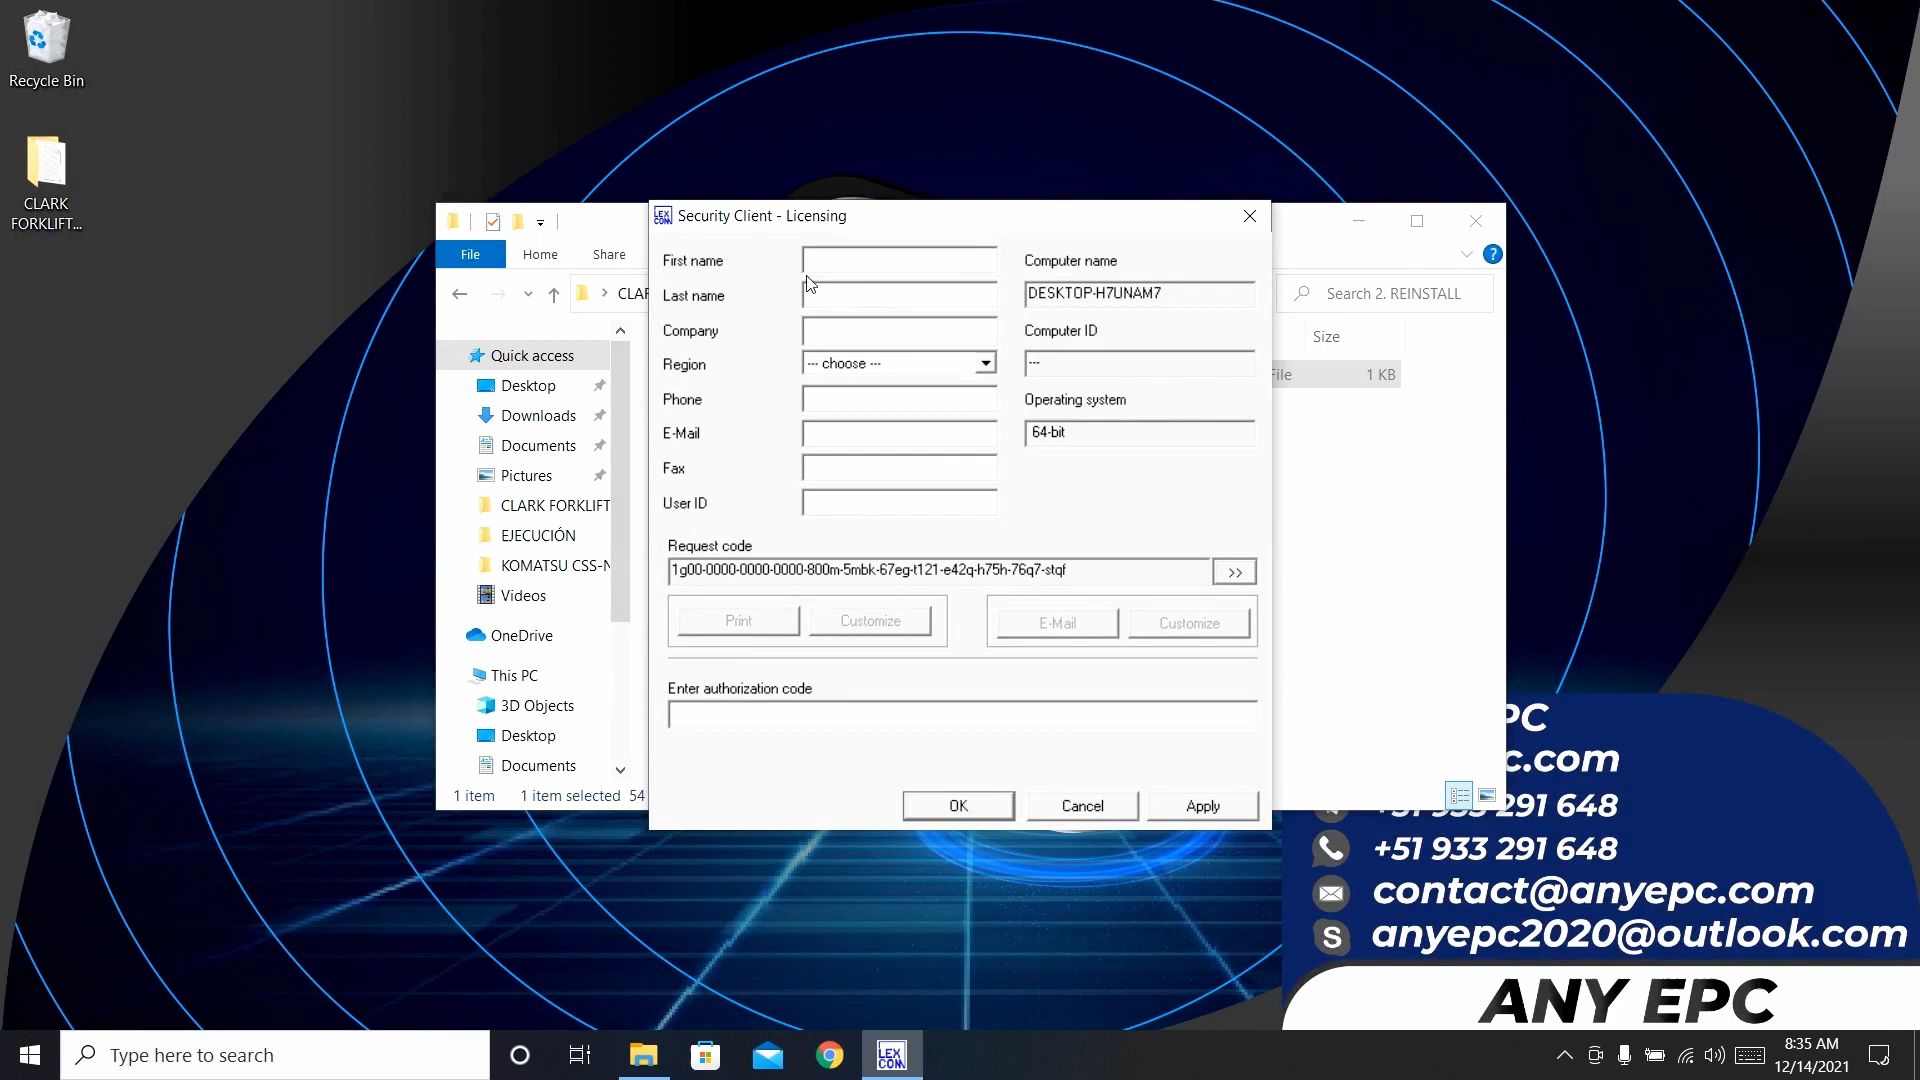 Recycle Bin
CLARK
FORKLIFT...
File
Home
Share
CLAR
Search 2. REINSTALL
Size
File
1 KB
Quick access
Desktop
Downloads
Documents
Pictures
CLARK FORKLIFT
EJECUCIÓN
KOMATSU CSS-N
Videos
OneDrive
This PC
3D Objects
Desktop
Documents
1 item
1 item selected
54
LEX COM
Security Client - Licensing
First name
Last name
Company
Region
--- choose ---
Phone
E-Mail
Fax
User ID
Computer name
DESKTOP-H7UNAM7
Computer ID
---
Operating system
64-bit
Request code
1g00-0000-0000-0000-800m-5mbk-67eg-t121-e42q-h75h-76q7-stqf
>>
Print
Customize
E-Mail
Customize
Enter authorization code
OK
Cancel
Apply
PC
c.com
+51 933 291 648
+51 933 291 648
contact@anyepc.com
anyepc2020@outlook.com
ANY EPC
Type here to search
LEX COM
8:35 AM
12/14/2021